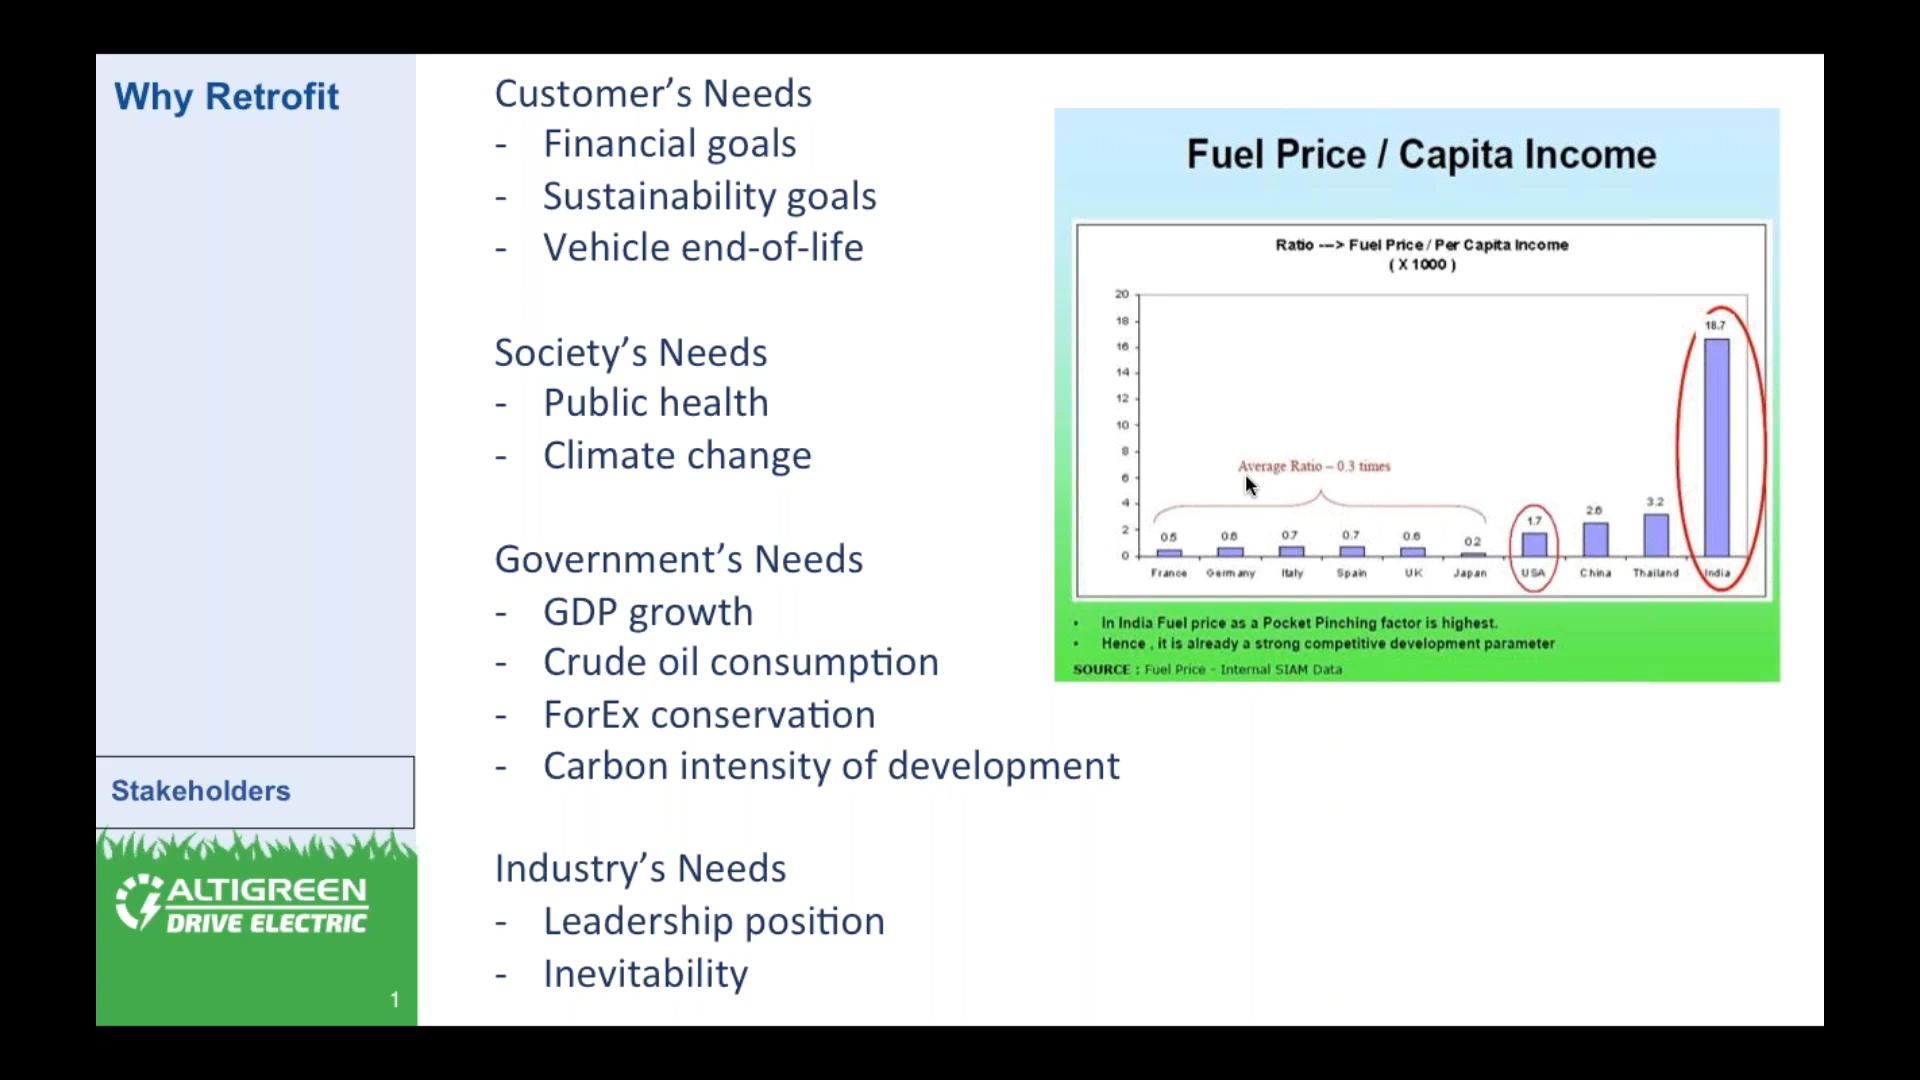 Why Retrofit
Customer’s Needs
- Financial goals
- Sustainability goals
- Vehicle end-of-life
Society’s Needs
- Public health
- Climate change
Government’s Needs
- GDP growth
- Crude oil consumption
- ForEx conservation
- Carbon intensity of development
Industry’s Needs
- Leadership position
- Inevitability
Fuel Price / Capita Income
Ratio ---> Fuel Price / Per Capita Income
( X 1000 )
20
18
16
14
12
10
8
6
4
2
0
Average Ratio – 0.3 times
0.5 0.6 0.7 0.7 0.6 0.2 1.7 2.6 3.2 18.7
France Germany Italy Spain UK Japan USA China Thailand India
• In India Fuel price as a Pocket Pinching factor is highest.
• Hence , it is already a strong competitive development parameter
SOURCE : Fuel Price - Internal SIAM Data
Stakeholders
ALTIGREEN
DRIVE ELECTRIC
1